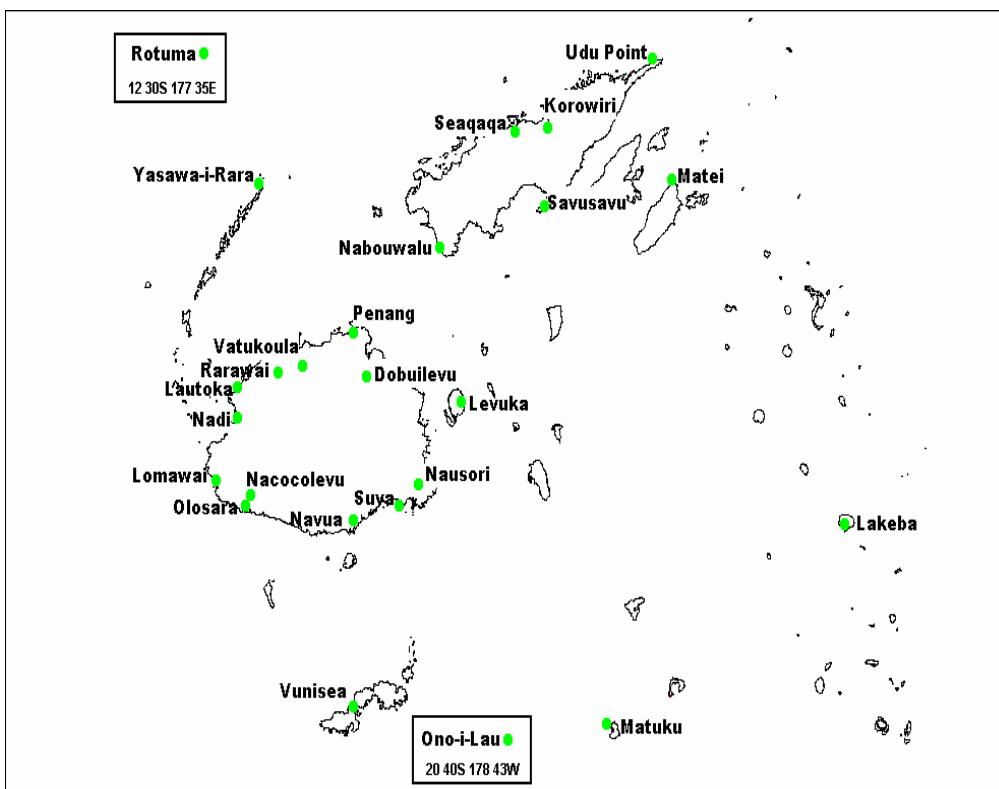 Rotuma
12 30S 177 35E
Udu Point
Korowiri
Seaqaqa
Yasawa-i-Rara
Matei
Savusavu
Nabouwalu
Penang
Vatukoula
Rarawai
Dobuilevu
Lautoka
Levuka
Nadi
Lomawai
Nacocolevu
Nausori
Olosara
Suva
Navua
Lakeba
Vunisea
Matuku
Ono-i-Lau
20 40S 178 43W